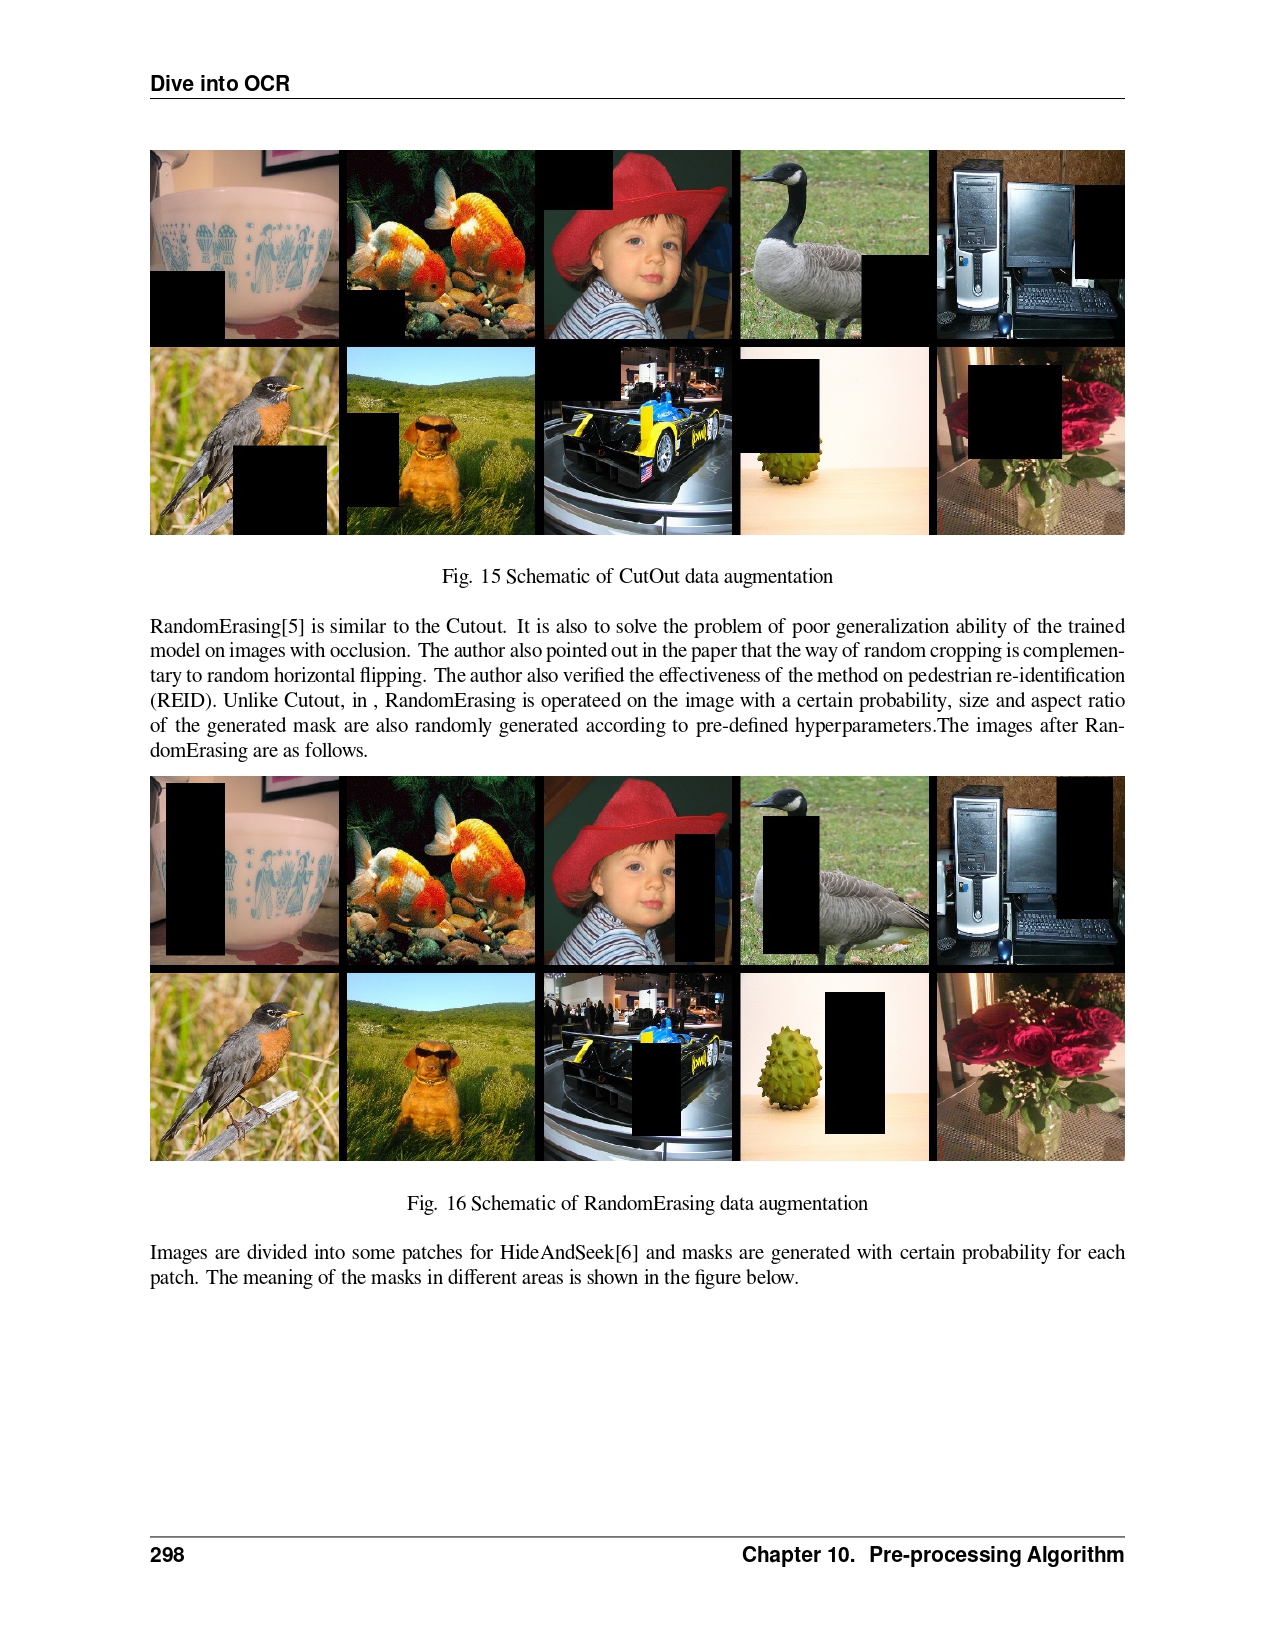 Dive into OCR
Fig. 15 Schematic of CutOut data augmentation
RandomErasing[5] is similar to the Cutout. It is also to solve the problem of poor generalization ability of the trained
model on images with occlusion. The author also pointed out in the paper that the way of random cropping is complemen-
tary to random horizontal flipping. The author also verified the effectiveness of the method on pedestrian re-identification
(REID). Unlike Cutout, in , RandomErasing is operateed on the image with a certain probability, size and aspect ratio
of the generated mask are also randomly generated according to pre-defined hyperparameters.The images after Ran-
domErasing are as follows.
Fig. 16 Schematic of RandomErasing data augmentation
Images are divided into some patches for HideAndSeek[6] and masks are generated with certain probability for each
patch. The meaning of the masks in different areas is shown in the figure below.
298 Chapter 10. Pre-processing Algorithm